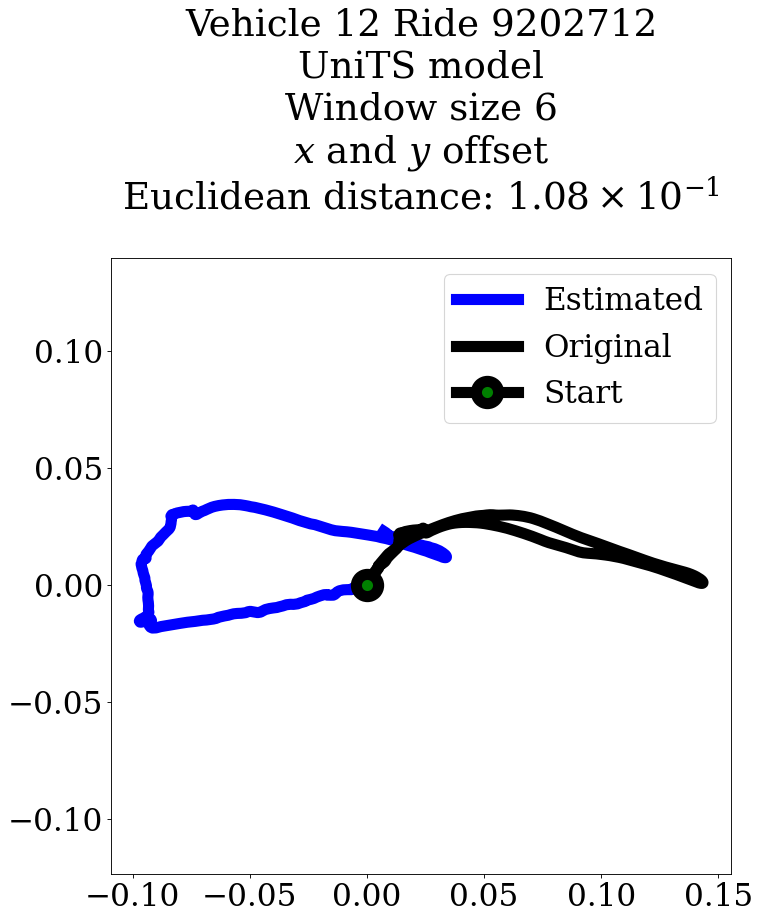 Vehicle 12 Ride 9202712
UniTS model
Window size 6
x and y offset
Euclidean distance: 1.08 × 10⁻¹
Estimated
Original
Start
0.10
0.05
0.00
−0.05
−0.10
−0.10 −0.05 0.00 0.05 0.10 0.15